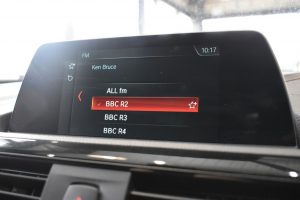 FM
10:17
Ken Bruce
ALL fm
BBC R2
BBC R3
BBC R4